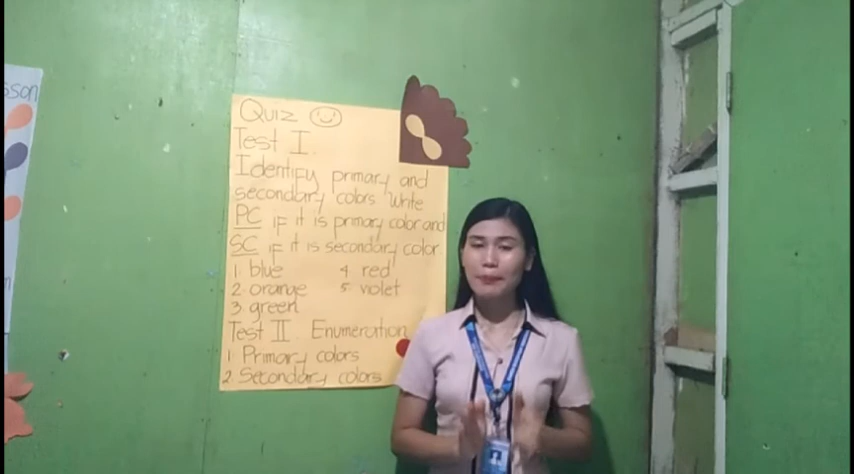 sson
Quiz
Test I.
Identify primary and
secondary colors Write
PC if it is primary color and
SC if it is secondary color
1. blue 4. red
2. orange 5. violet
3. green
Test II Enumeration
1 Primary colors
2. Secondary colors